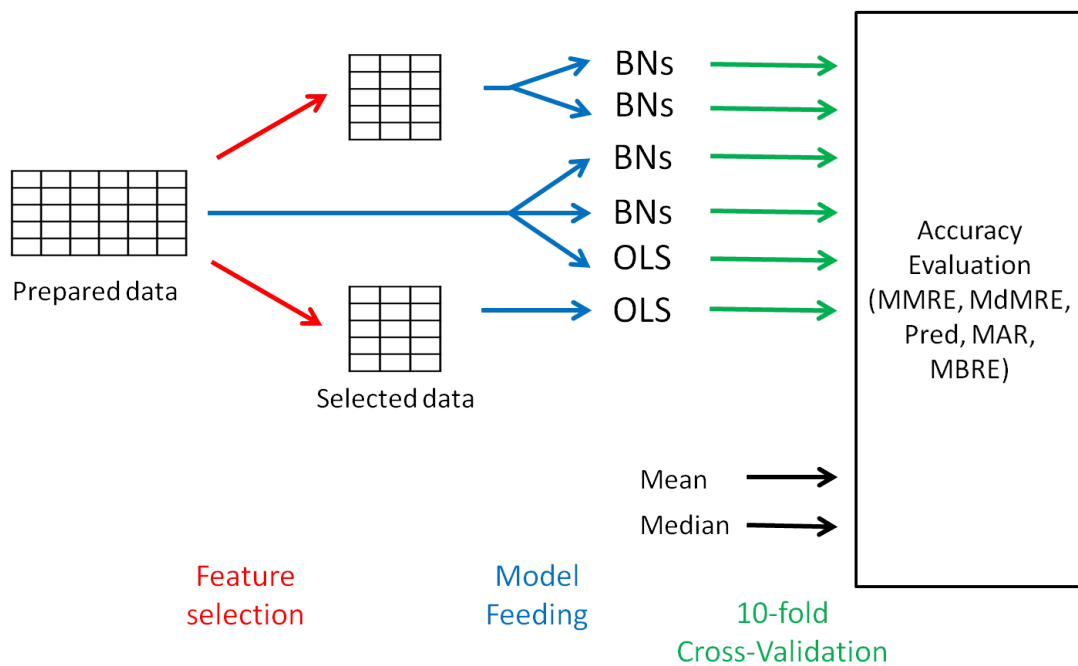 BNs
BNs
BNs
BNs
OLS
OLS
Prepared data
Selected data
Accuracy
Evaluation
(MMRE, MdMRE,
Pred, MAR,
MBRE)
Mean
Median
Feature
selection
Model
Feeding
10-fold
Cross-Validation